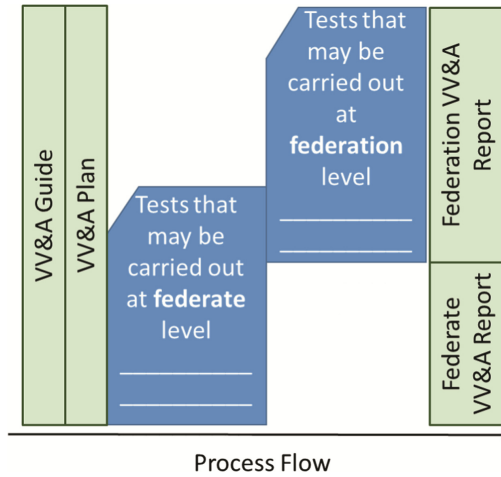 VV&A Guide
VV&A Plan
Tests that
may be
carried out
at federate
level
Tests that
may be
carried out
at
federation
level
Federation VV&A
Report
Federate
VV&A Report
Process Flow